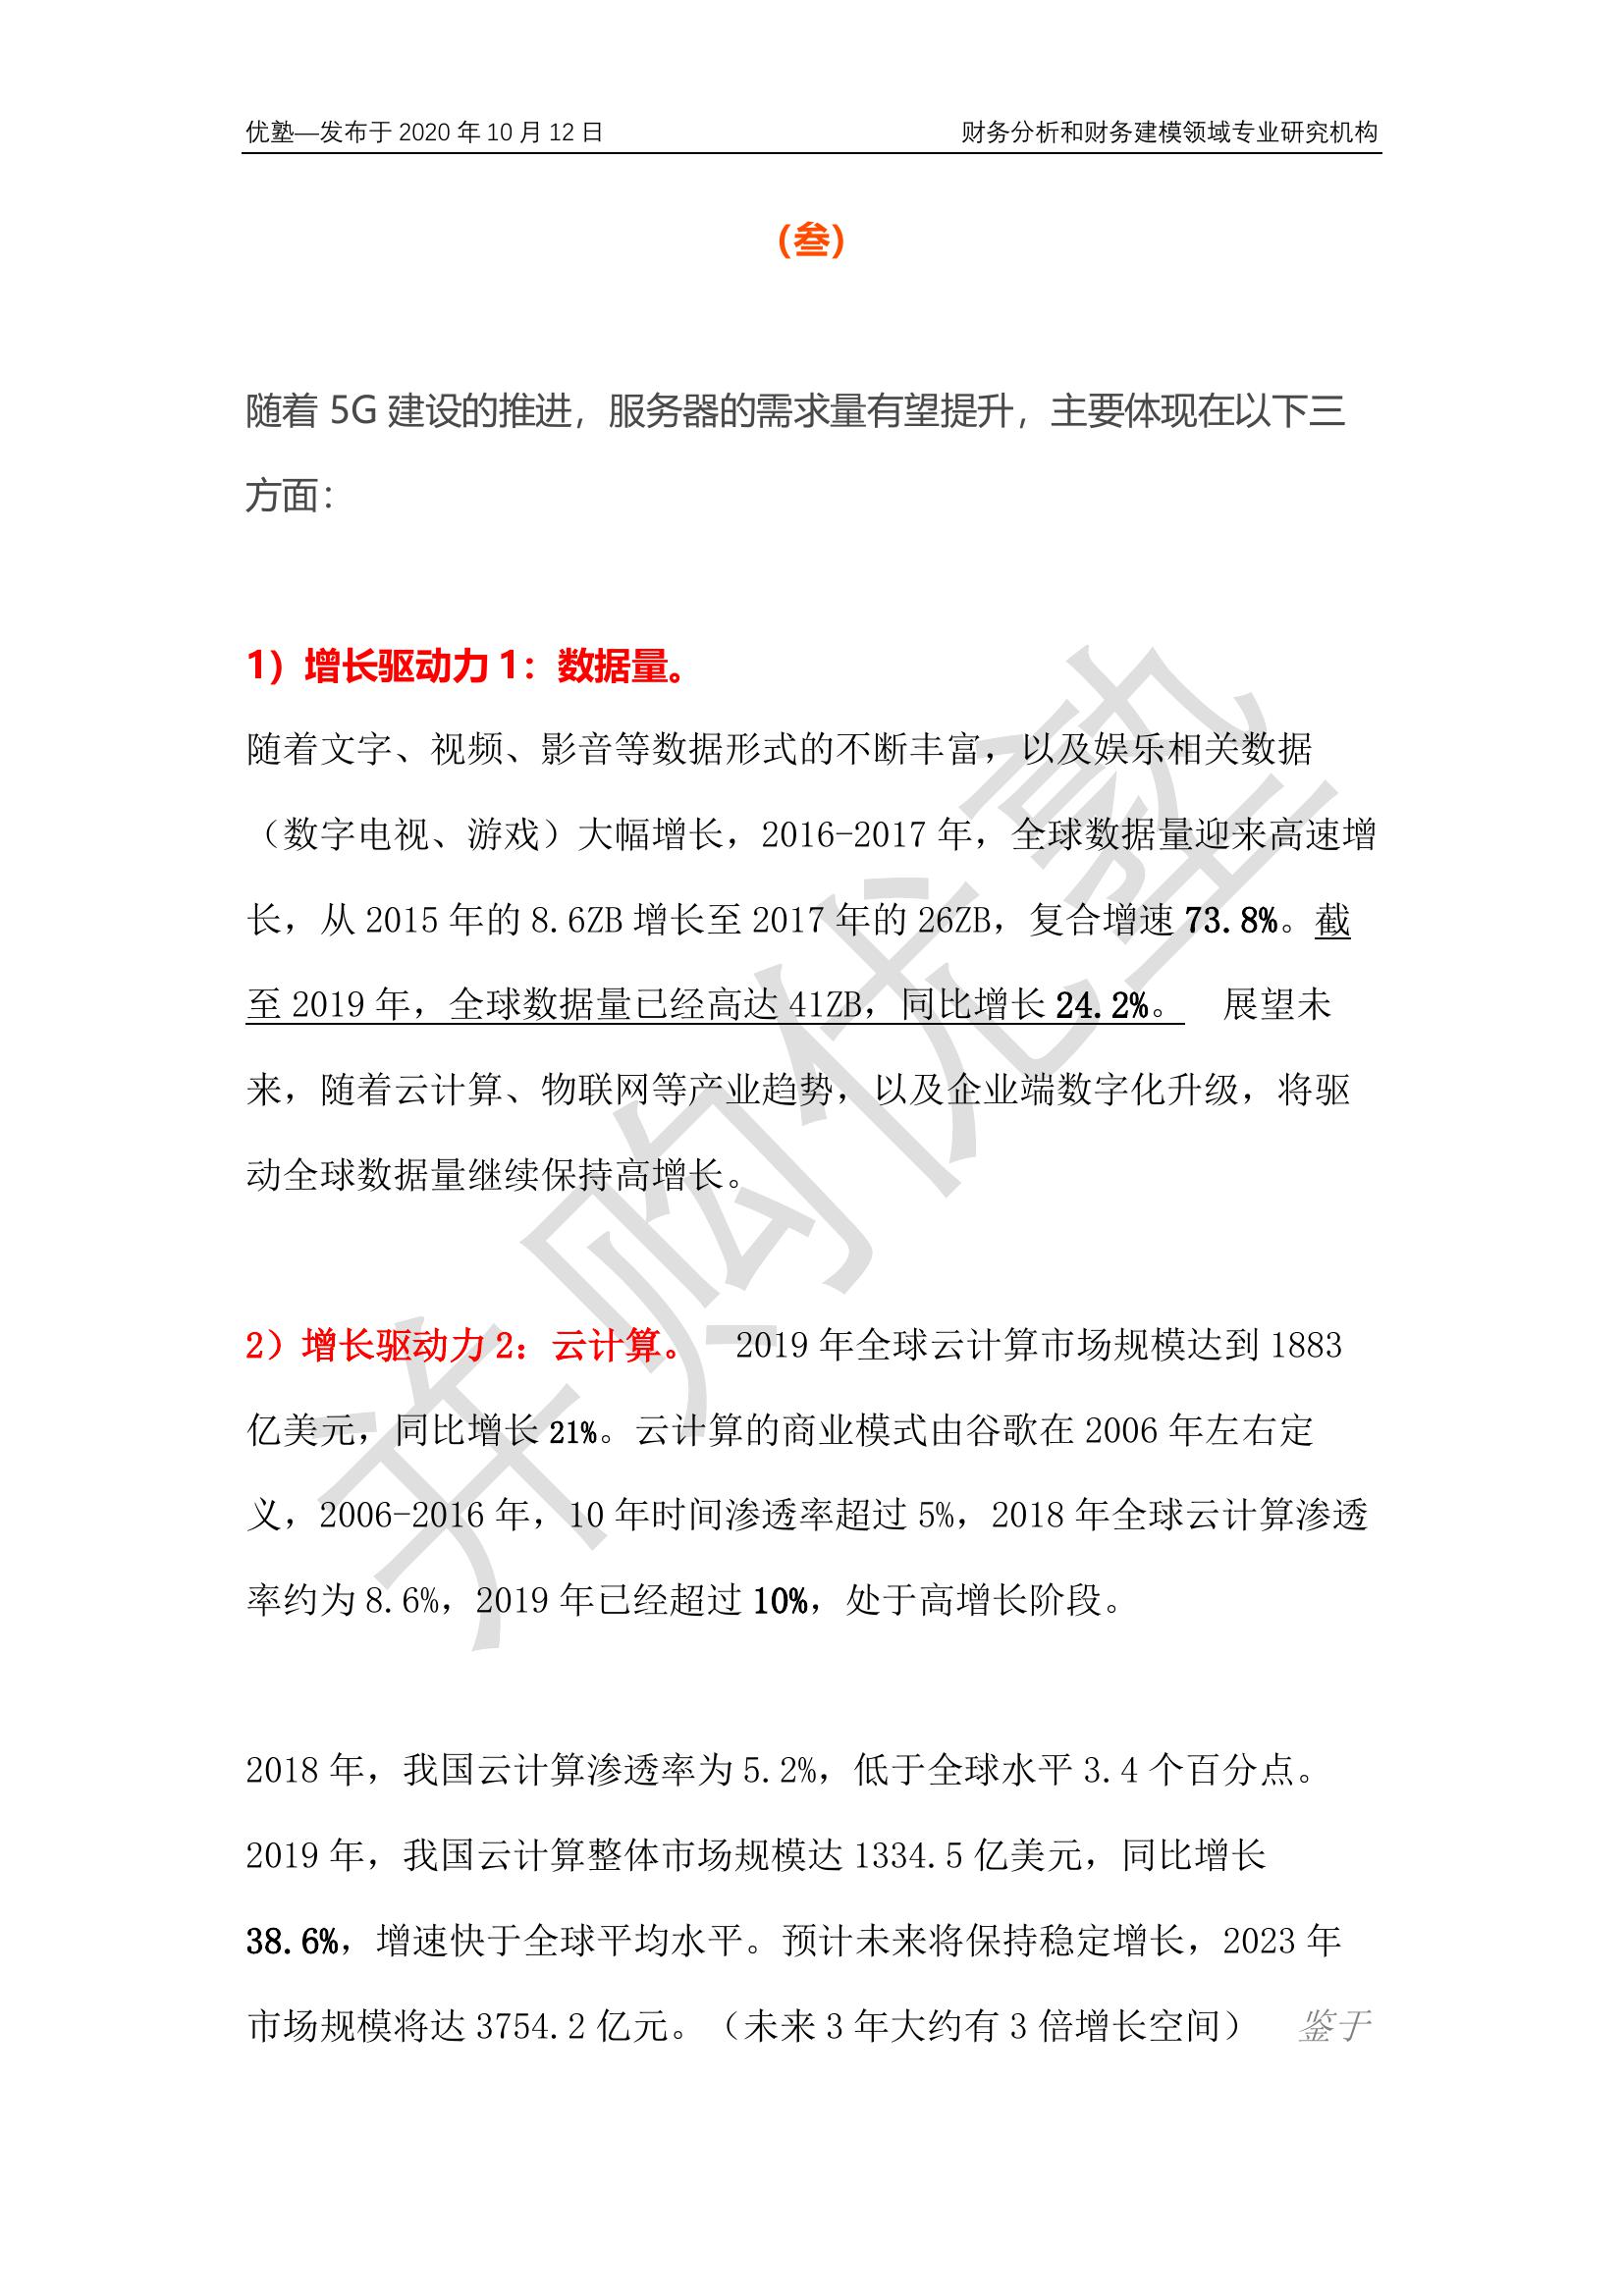 优塾—发布于 2020 年 10 月 12 日 财务分析和财务建模领域专业研究机构
（叁）
随着 5G 建设的推进，服务器的需求量有望提升，主要体现在以下三
方面：
1）增长驱动力 1：数据量。
随着文字、视频、影音等数据形式的不断丰富，以及娱乐相关数据
（数字电视、游戏）大幅增长，2016-2017 年，全球数据量迎来高速增
长，从 2015 年的 8.6ZB 增长至 2017 年的 26ZB，复合增速 73.8%。截
至 2019 年，全球数据量已经高达 41ZB，同比增长 24.2%。 展望未
来，随着云计算、物联网等产业趋势，以及企业端数字化升级，将驱
动全球数据量继续保持高增长。
2）增长驱动力 2：云计算。 2019 年全球云计算市场规模达到 1883
亿美元，同比增长 21%。云计算的商业模式由谷歌在 2006 年左右定
义，2006-2016 年，10 年时间渗透率超过 5%，2018 年全球云计算渗透
率约为 8.6%，2019 年已经超过 10%，处于高增长阶段。
2018 年，我国云计算渗透率为 5.2%，低于全球水平 3.4 个百分点。
2019 年，我国云计算整体市场规模达 1334.5 亿美元，同比增长
38.6%，增速快于全球平均水平。预计未来将保持稳定增长，2023 年
市场规模将达 3754.2 亿元。（未来 3 年大约有 3 倍增长空间） 鉴于
并购优塾